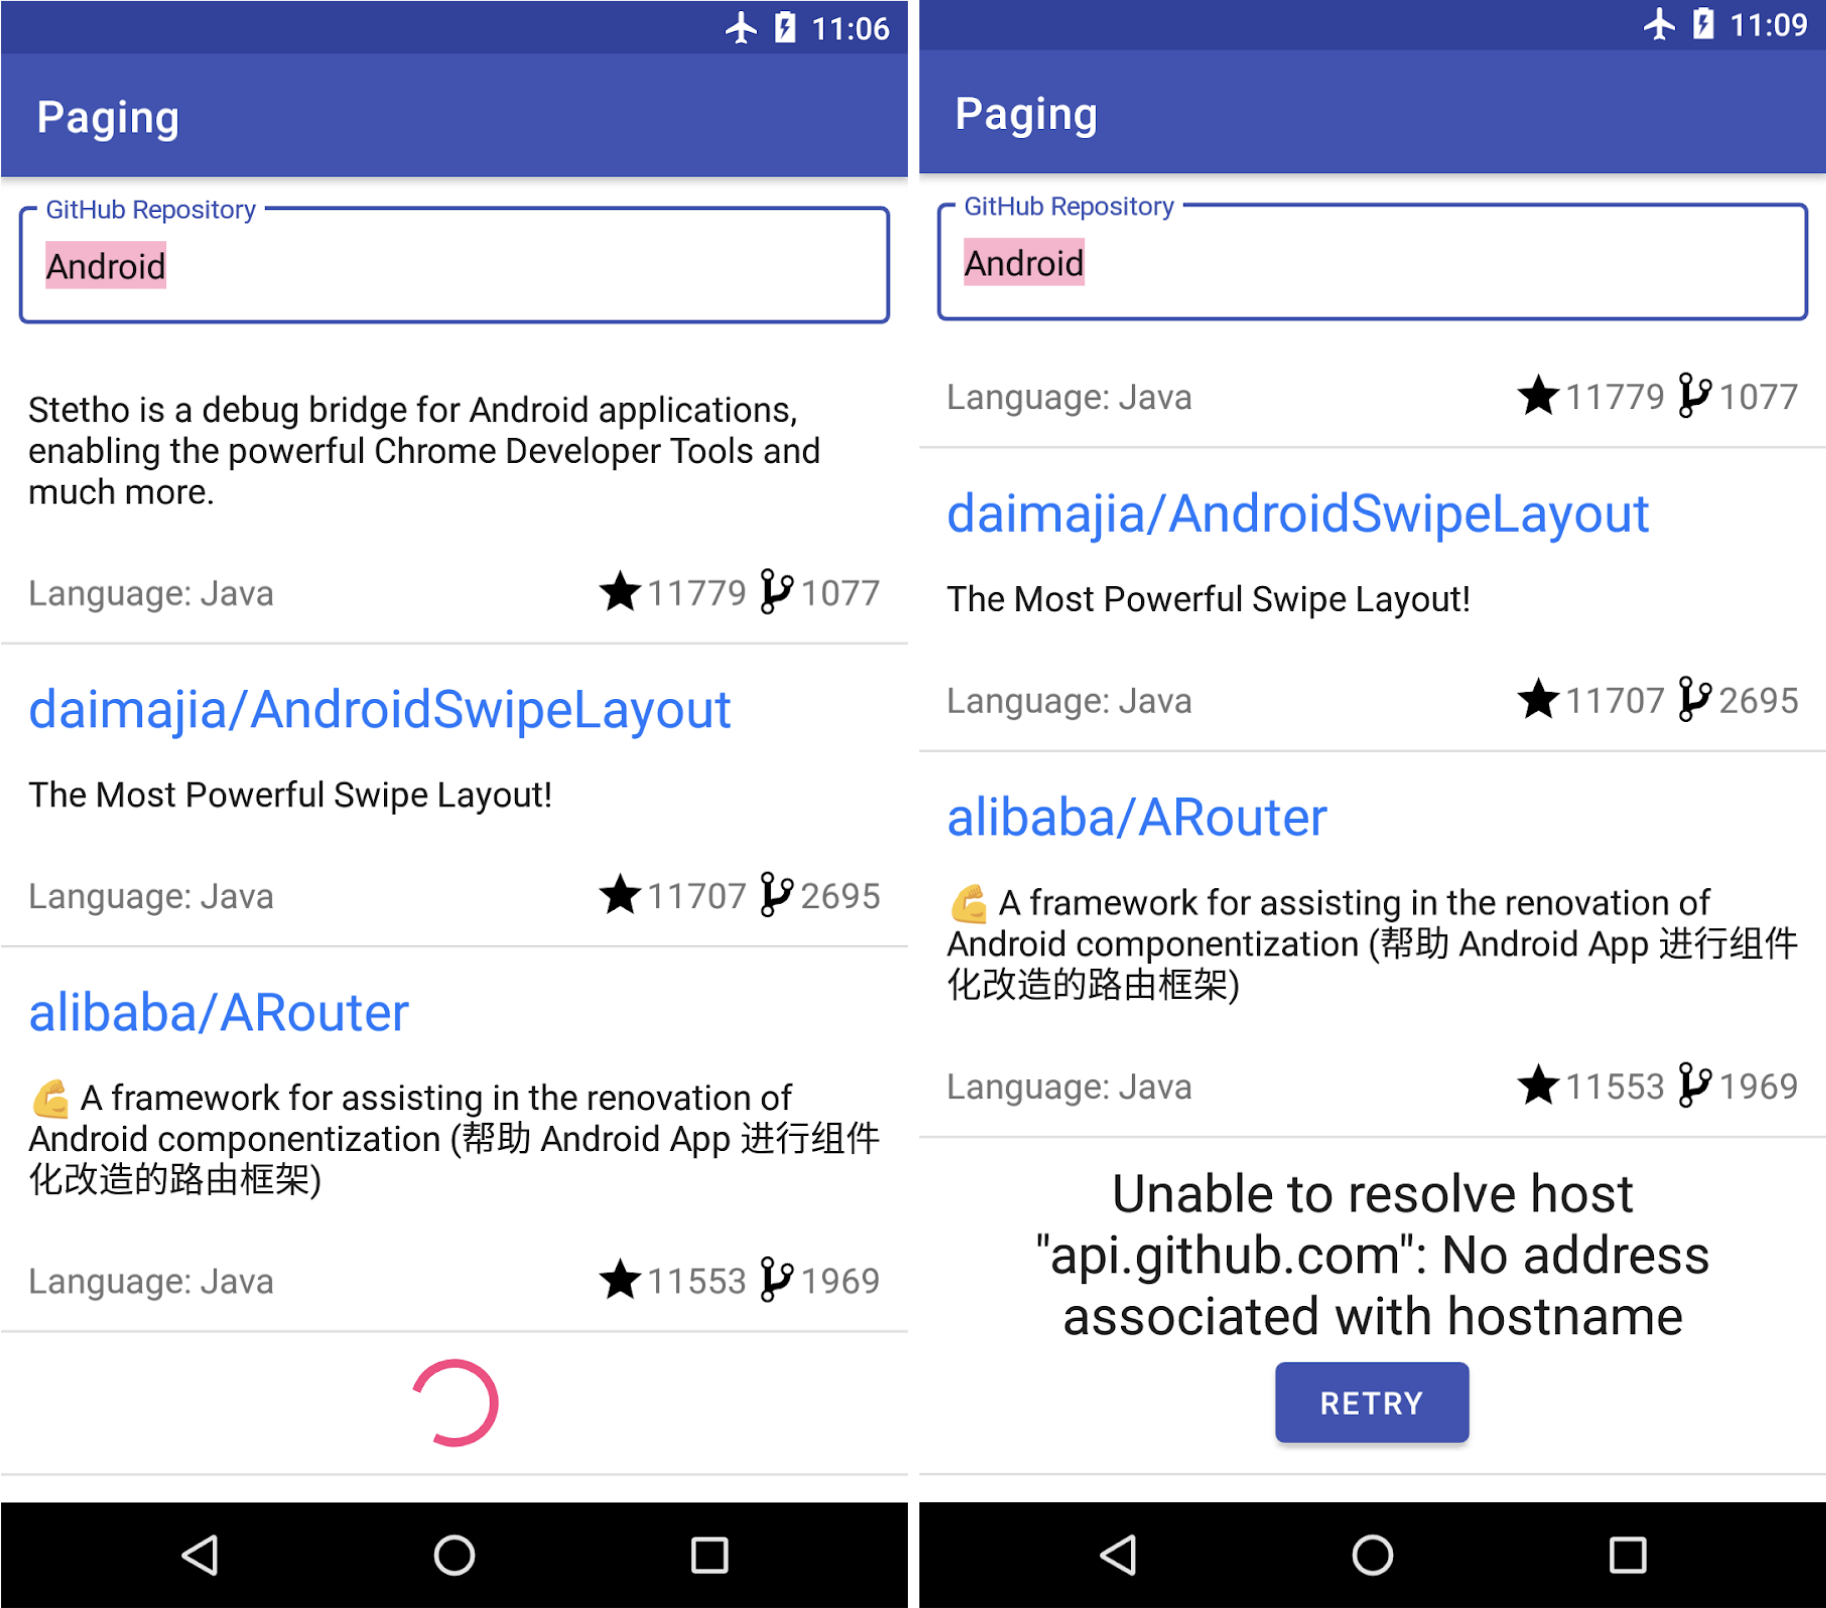 11:06
Paging
GitHub Repository
Android
Stetho is a debug bridge for Android applications,
enabling the powerful Chrome Developer Tools and
much more.
Language: Java 11779 1077
daimajia/AndroidSwipeLayout
The Most Powerful Swipe Layout!
Language: Java 11707 2695
alibaba/ARouter
💪 A framework for assisting in the renovation of
Android componentization (帮助 Android App 进行组件
化改造的路由框架)
Language: Java 11553 1969
11:09
Paging
GitHub Repository
Android
Language: Java 11779 1077
daimajia/AndroidSwipeLayout
The Most Powerful Swipe Layout!
Language: Java 11707 2695
alibaba/ARouter
💪 A framework for assisting in the renovation of
Android componentization (帮助 Android App 进行组件
化改造的路由框架)
Language: Java 11553 1969
Unable to resolve host
"api.github.com": No address
associated with hostname
RETRY